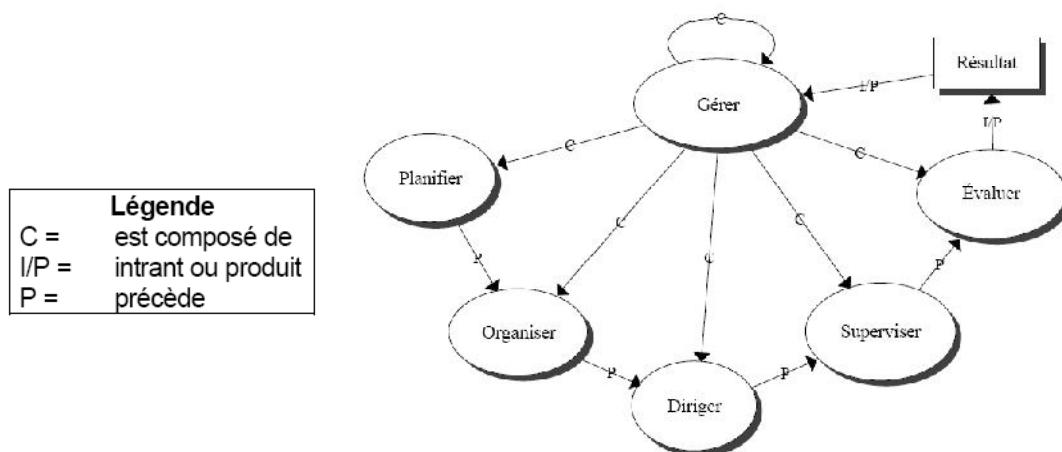 Légende
C = est composé de
I/P = intrant ou produit
P = précède
C
Résultat
Gérer
I/P
I/P
C
C
Planifier
Évaluer
C
C
P
C
P
Organiser
Superviser
P
P
Diriger